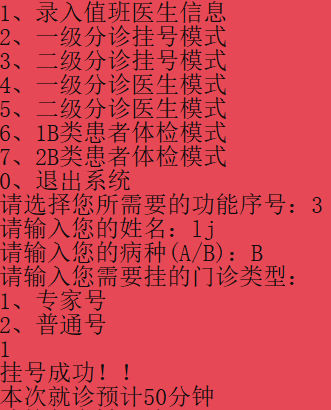 1、录入值班医生信息
2、一级分诊挂号模式
3、二级分诊挂号模式
4、一级分诊医生模式
5、二级分诊医生模式
6、1B类患者体检模式
7、2B类患者体检模式
0、退出系统
请选择您所需要的功能序号: 3
请输入您的姓名: lj
请输入您的病种(A/B): B
请输入您需要挂的门诊类型:
1、专家号
2、普通号
1
挂号成功！！
本次就诊预计50分钟